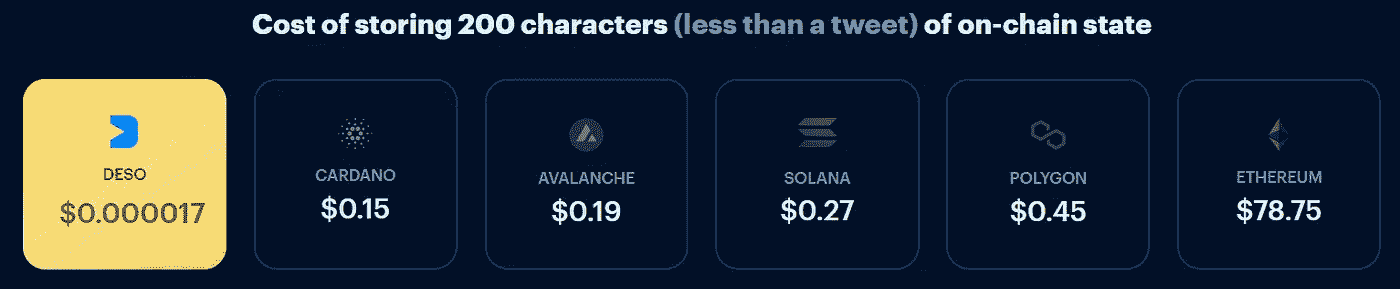 Cost of storing 200 characters (less than a tweet) of on-chain state
DESO
$0.000017
CARDANO
$0.15
AVALANCHE
$0.19
SOLANA
$0.27
POLYGON
$0.45
ETHEREUM
$78.75